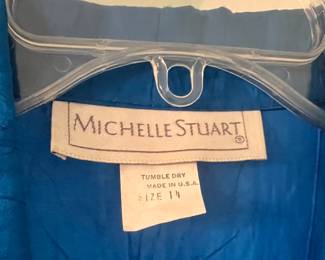 MICHELLE STUART ®
TUMBLE DRY
MADE IN U.S.A.
SIZE 14